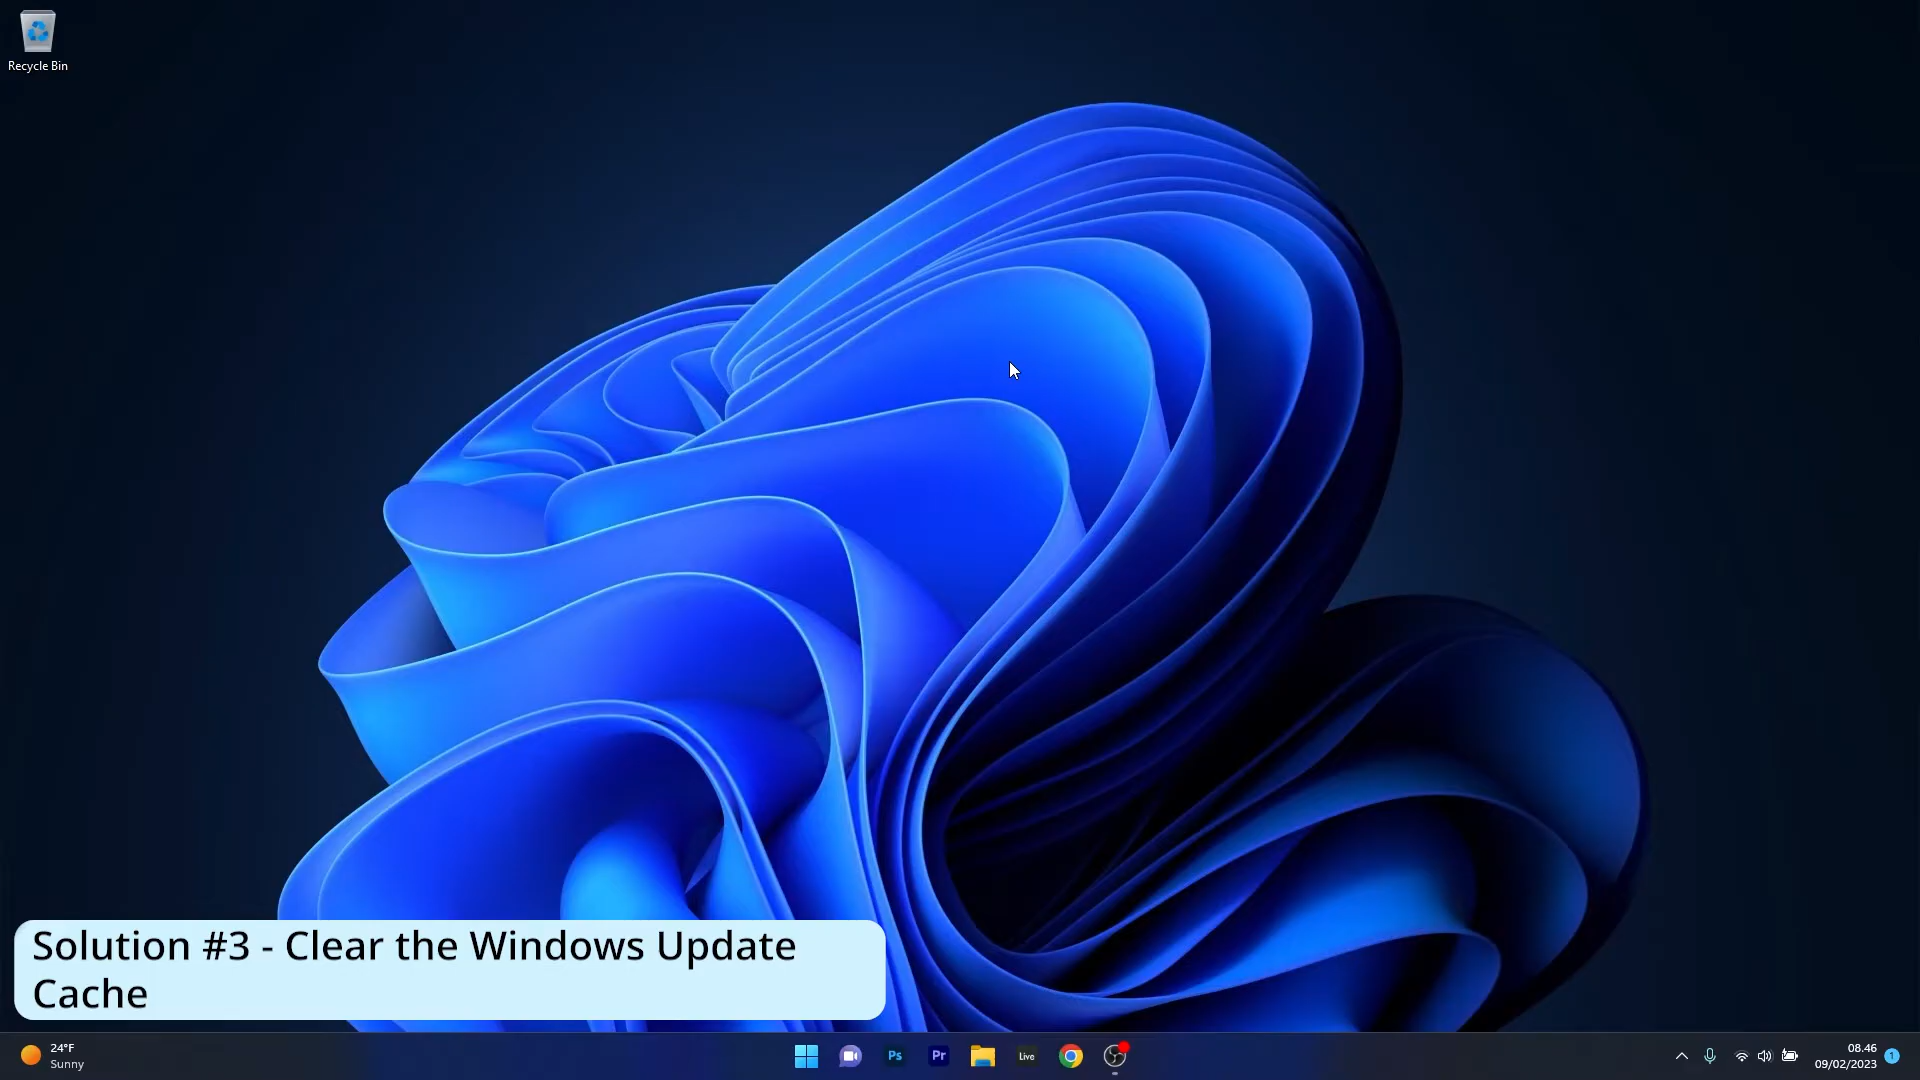 Recycle Bin
Solution #3 - Clear the Windows Update
Cache
24°F
Sunny
Ps
Pr
Live
08.46
09/02/2023
1